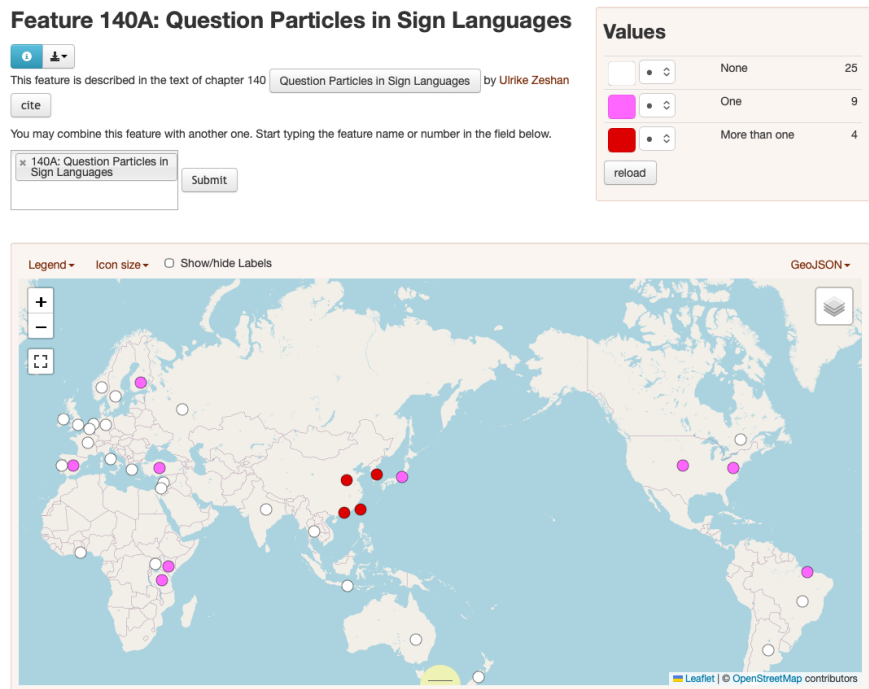 Feature 140A: Question Particles in Sign Languages
This feature is described in the text of chapter 140 Question Particles in Sign Languages by Ulrike Zeshan
cite
You may combine this feature with another one. Start typing the feature name or number in the field below.
× 140A: Question Particles in
Sign Languages
Submit
Values
None 25
One 9
More than one 4
reload
Legend Icon size Show/hide Labels GeoJSON
+
−
Leaflet | © OpenStreetMap contributors